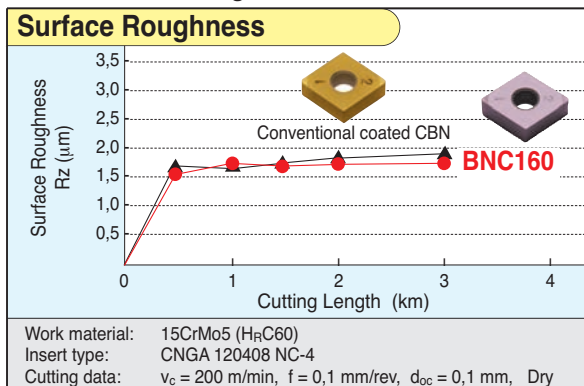 Surface Roughness
3,5
3,0
2,5
2,0
1,5
1,0
0,5
0
1
2
3
4
Surface Roughness
Rz (μm)
Conventional coated CBN
BNC160
Cutting Length (km)
Work material: 15CrMo5 (HRC60)
Insert type: CNGA 120408 NC-4
Cutting data: vc = 200 m/min, f = 0,1 mm/rev, doc = 0,1 mm, Dry